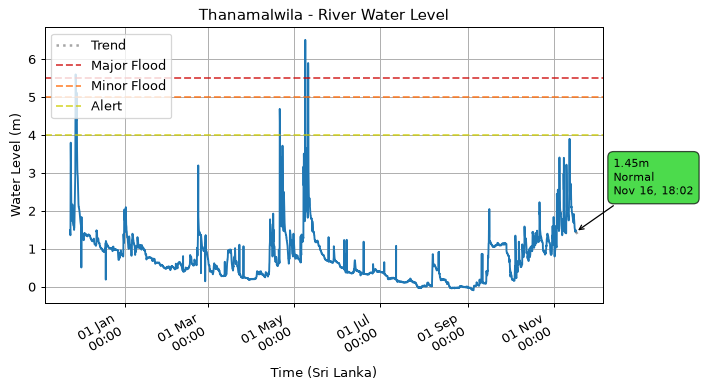 Thanamalwila - River Water Level
Trend
Major Flood
Minor Flood
Alert
Water Level (m)
6
5
4
3
2
1
0
1.45m
Normal
Nov 16, 18:02
01 Jan
00:00
01 Mar
00:00
01 May
00:00
01 Jul
00:00
01 Sep
00:00
01 Nov
00:00
Time (Sri Lanka)